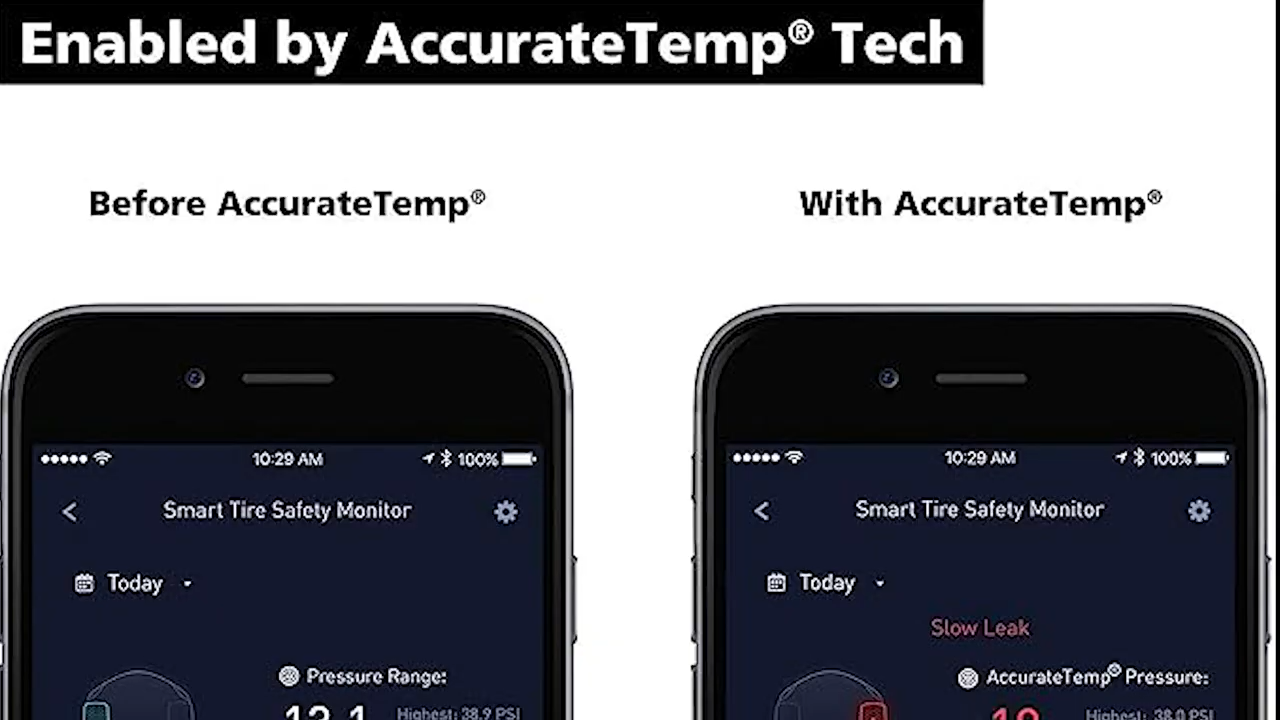 Enabled by AccurateTemp® Tech
Before AccurateTemp®
With AccurateTemp®
10:29 AM
100%
Smart Tire Safety Monitor
Today
Pressure Range:
Highest: 38.9 PSI
10:29 AM
100%
Smart Tire Safety Monitor
Today
Slow Leak
AccurateTemp® Pressure:
Highest: 38.0 PSI